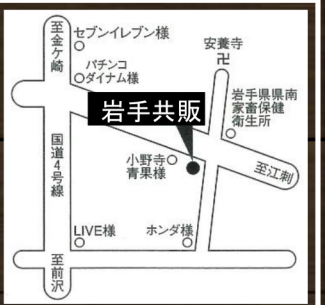 至金ケ崎
セブンイレブン様
パチンコ
ダイナム様
安養寺
卍
岩手共販
岩手県県南
家畜保健
衛生所
国道4号線
小野寺
青果様
至江刺
LIVE様
ホンダ様
至前沢